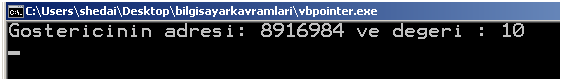 C:\Users\shedai\Desktop\bilgisayarkavramlari\vbpointer.exe
Gostericinin adresi: 8916984 ve degeri : 10